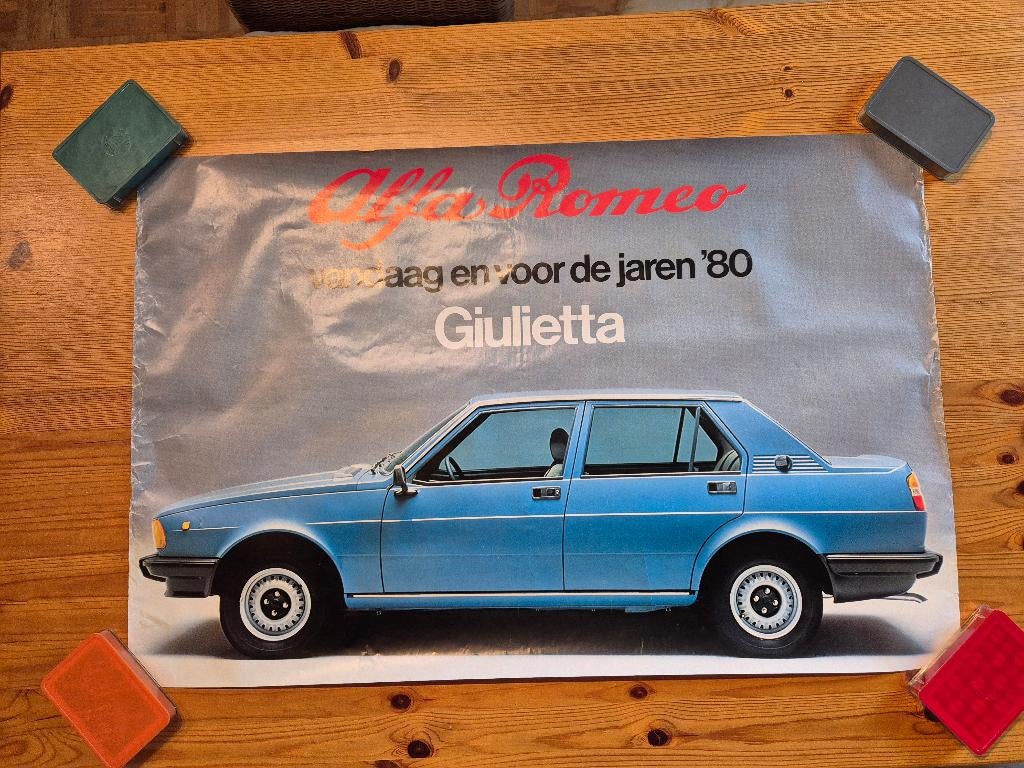 Alfa Romeo
vandaag en voor de jaren '80
Giulietta